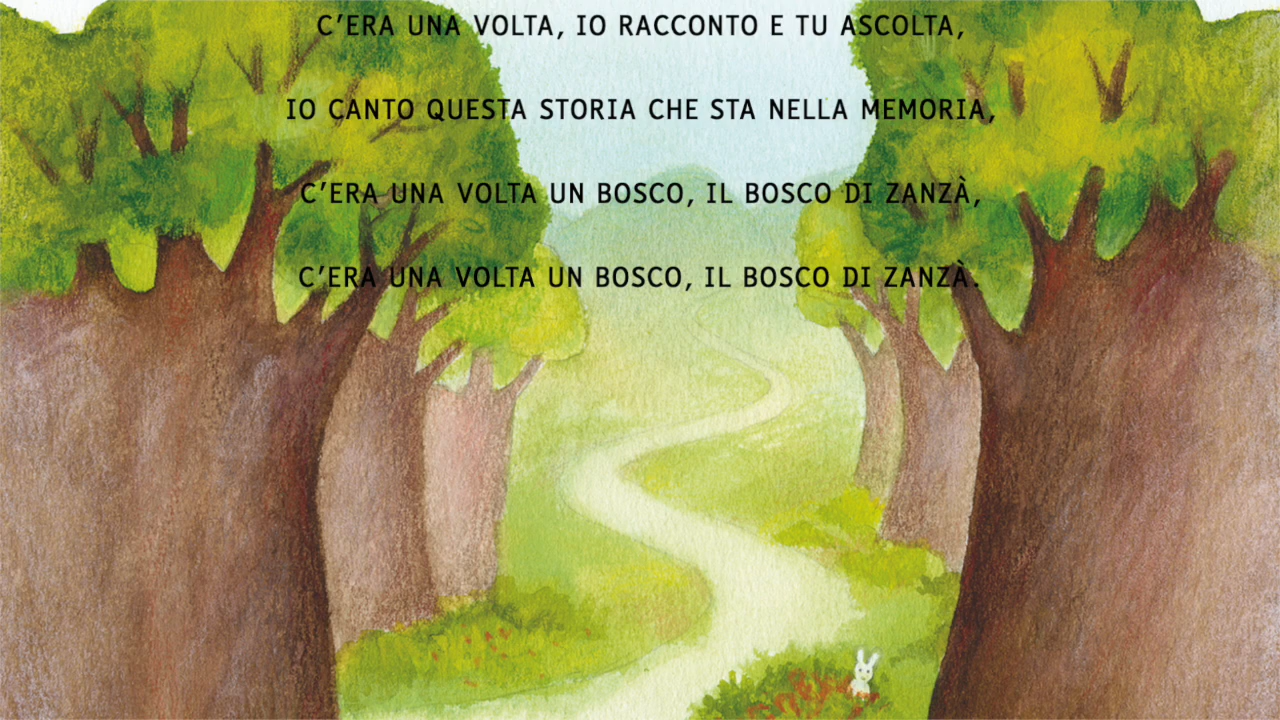 C'ERA UNA VOLTA, IO RACCONTO E TU ASCOLTA,
IO CANTO QUESTA STORIA CHE STA NELLA MEMORIA,
C'ERA UNA VOLTA UN BOSCO, IL BOSCO DI ZANZÀ,
C'ERA UNA VOLTA UN BOSCO, IL BOSCO DI ZANZÀ.